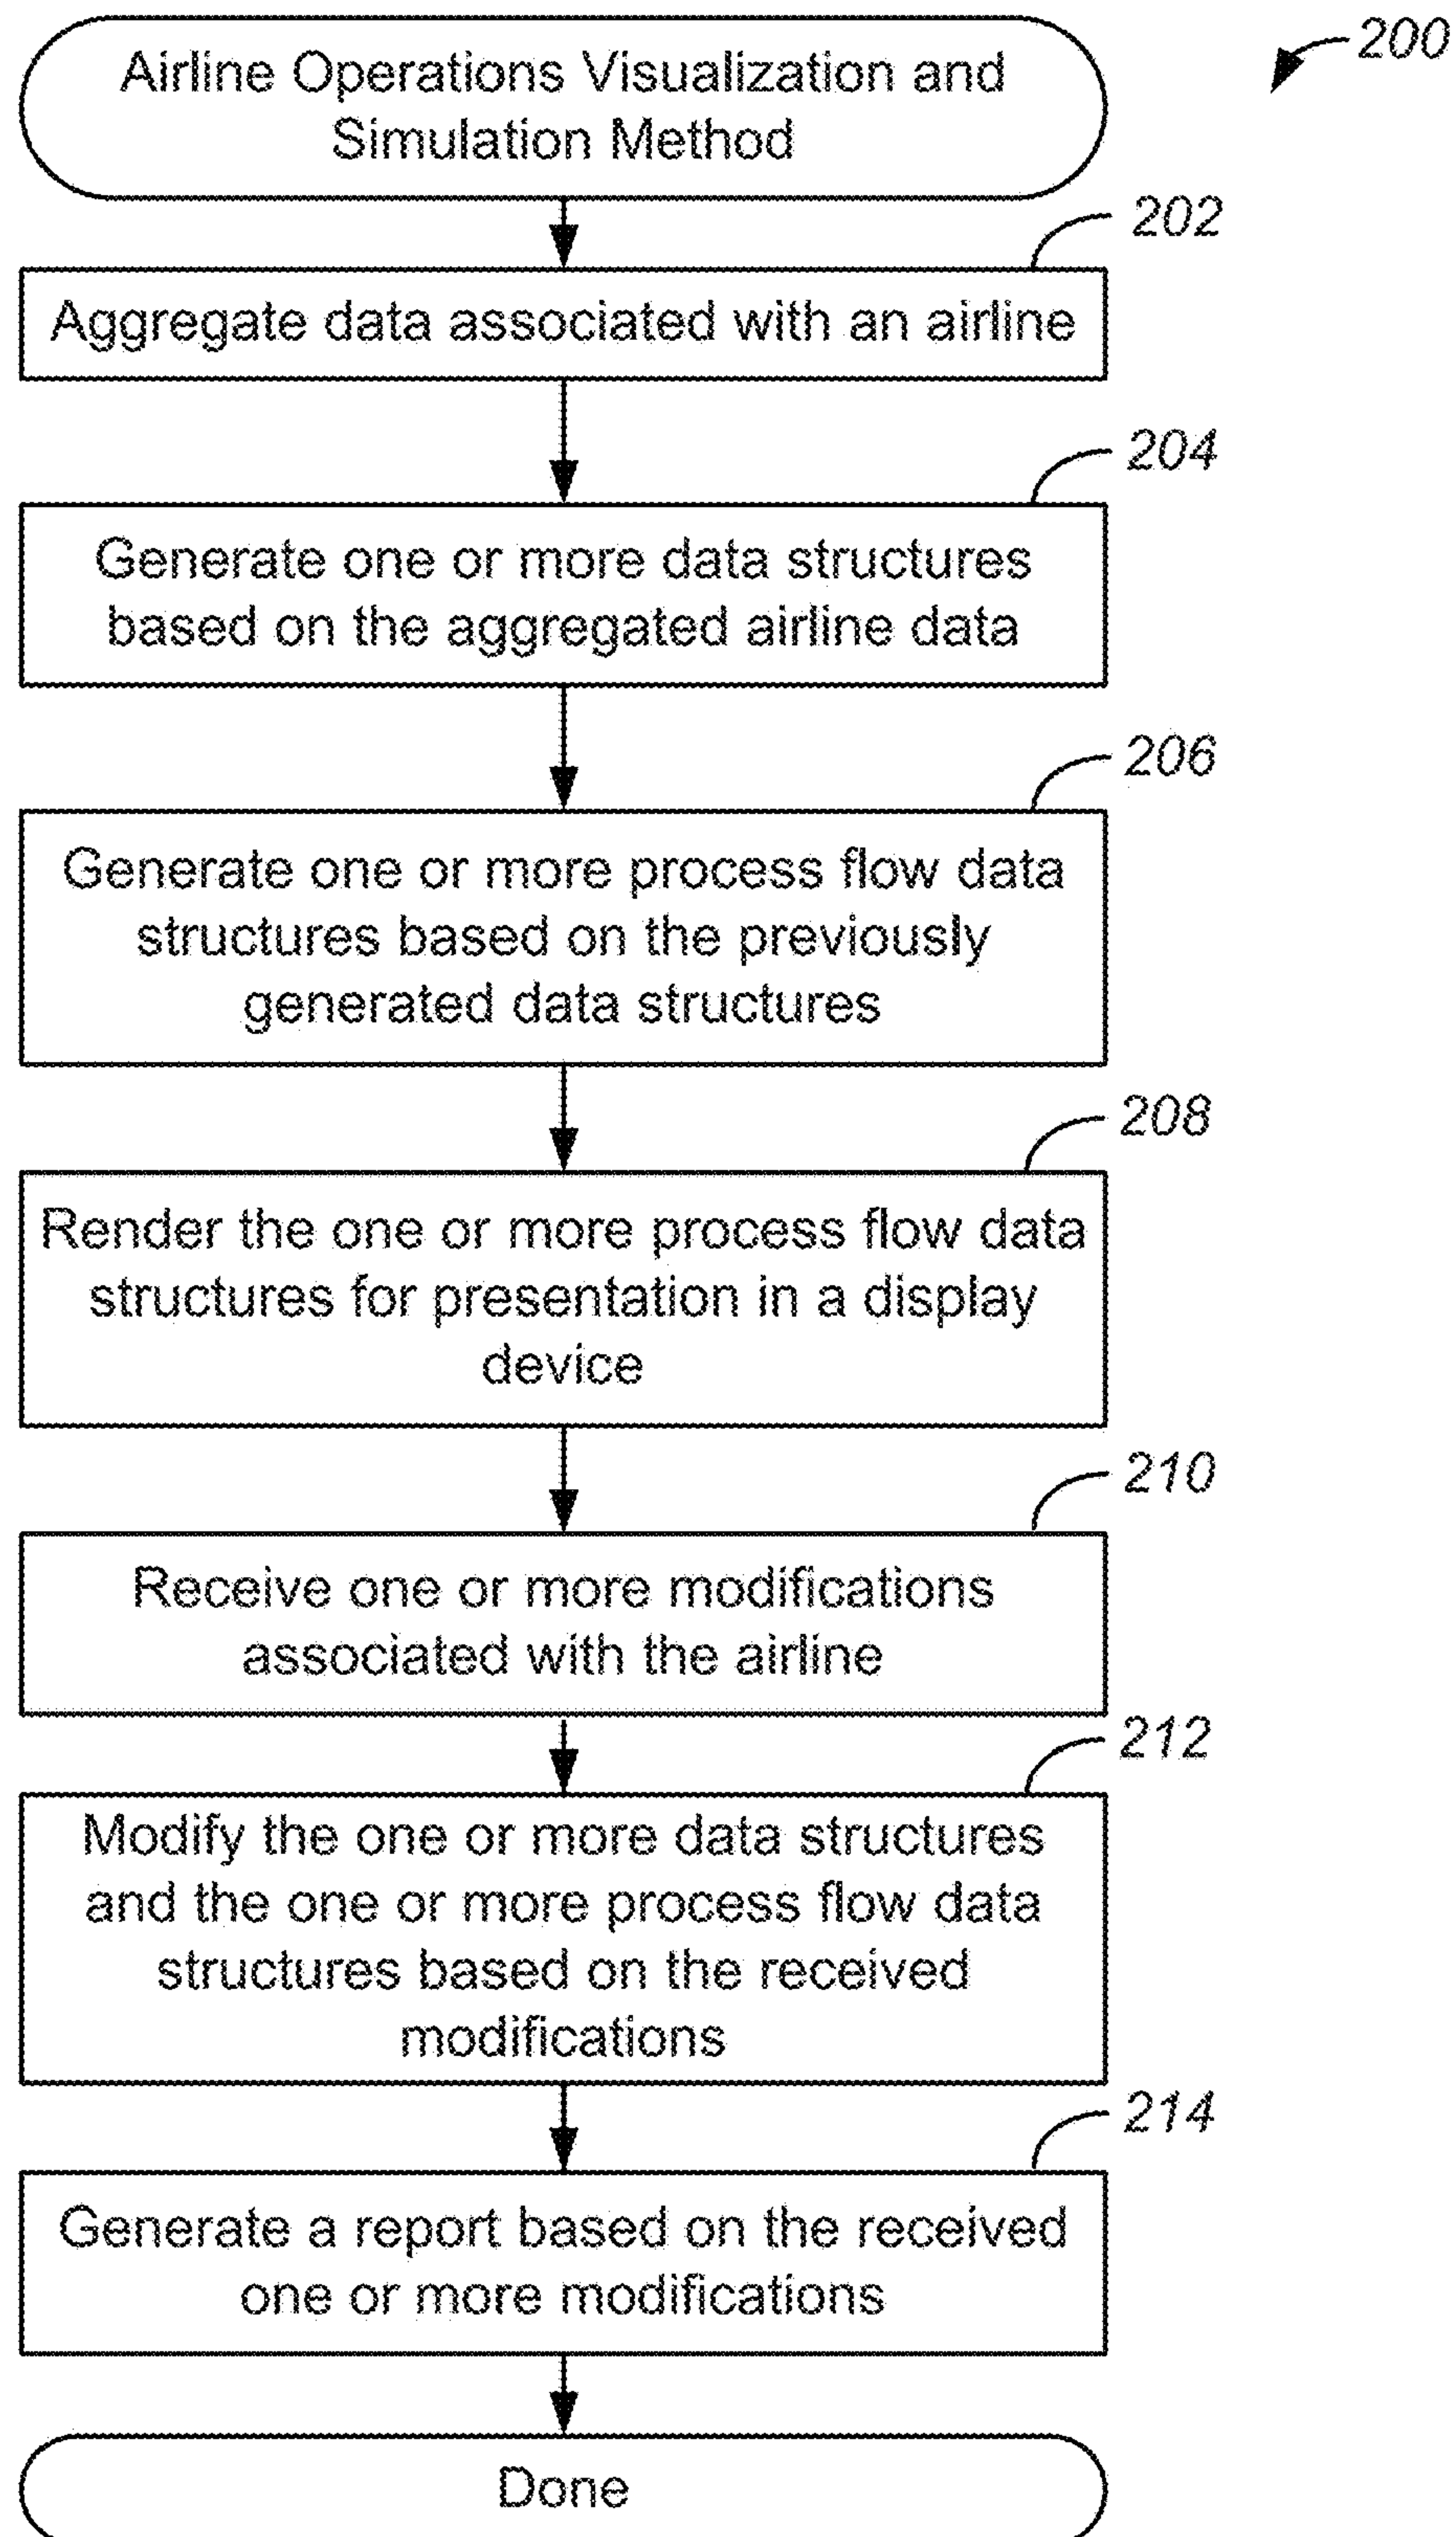 200
Airline Operations Visualization and
Simulation Method
202
Aggregate data associated with an airline
204
Generate one or more data structures
based on the aggregated airline data
206
Generate one or more process flow data
structures based on the previously
generated data structures
208
Render the one or more process flow data
structures for presentation in a display
device
210
Receive one or more modifications
associated with the airline
212
Modify the one or more data structures
and the one or more process flow data
structures based on the received
modifications
214
Generate a report based on the received
one or more modifications
Done